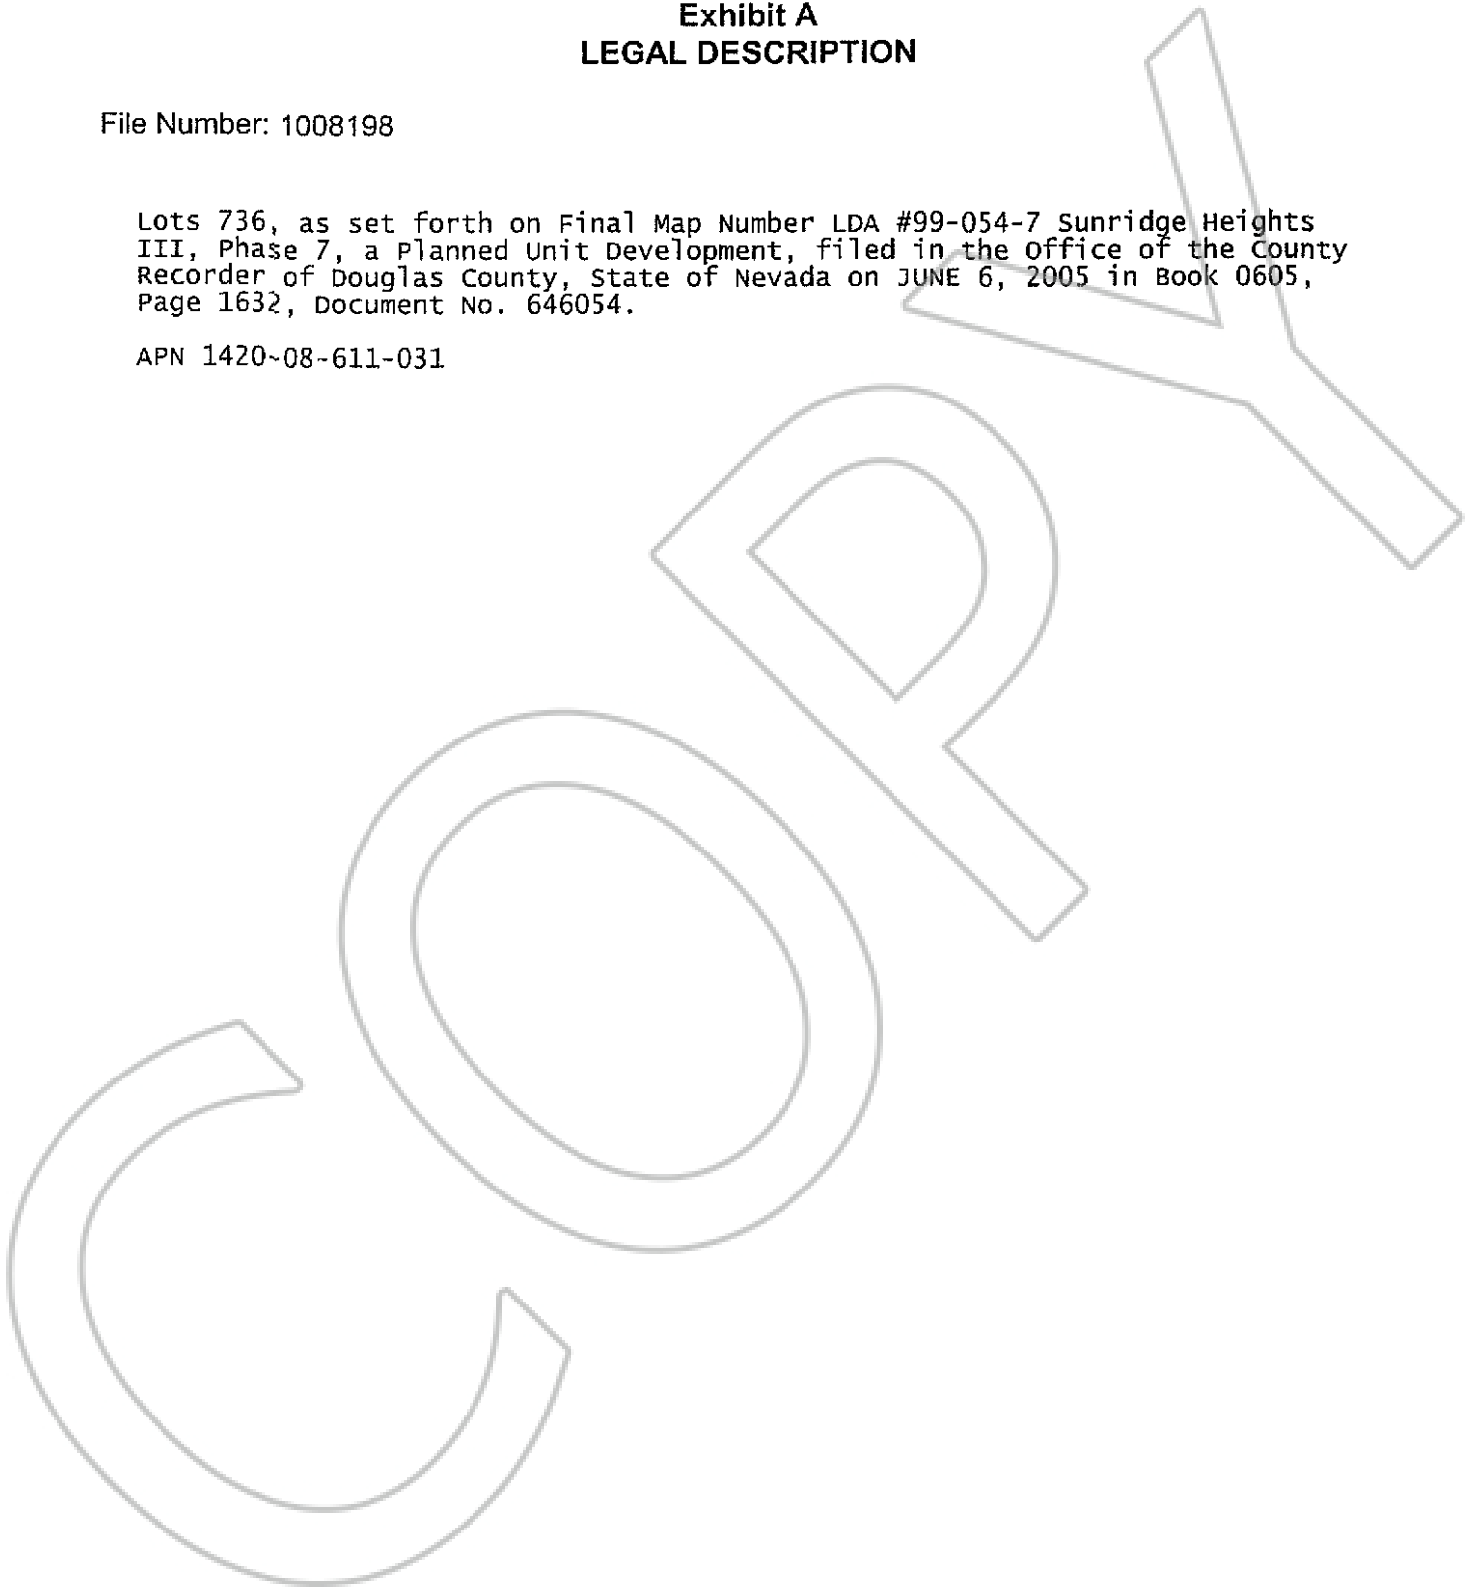 Exhibit A
LEGAL DESCRIPTION
File Number: 1008198
Lots 736, as set forth on Final Map Number LDA #99-054-7 Sunridge Heights
III, Phase 7, a Planned Unit Development, filed in the Office of the County
Recorder of Douglas County, State of Nevada on JUNE 6, 2005 in Book 0605,
Page 1632, Document No. 646054.
APN 1420-08-611-031
COPY